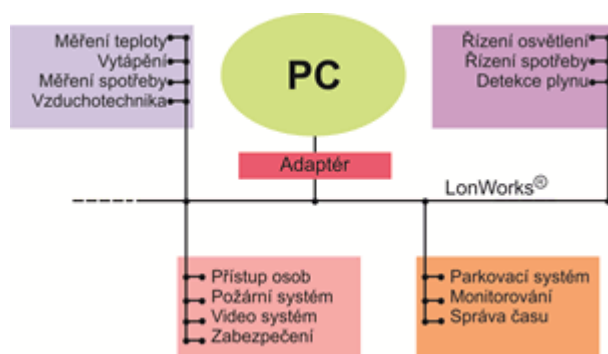 Měření teploty
Vytápění
Měření spotřeby
Vzduchotechnika
PC
Řízení osvětlení
Řízení spotřeby
Detekce plynu
Adaptér
LonWorks®
Přístup osob
Požární systém
Video systém
Zabezpečení
Parkovací systém
Monitorování
Správa času